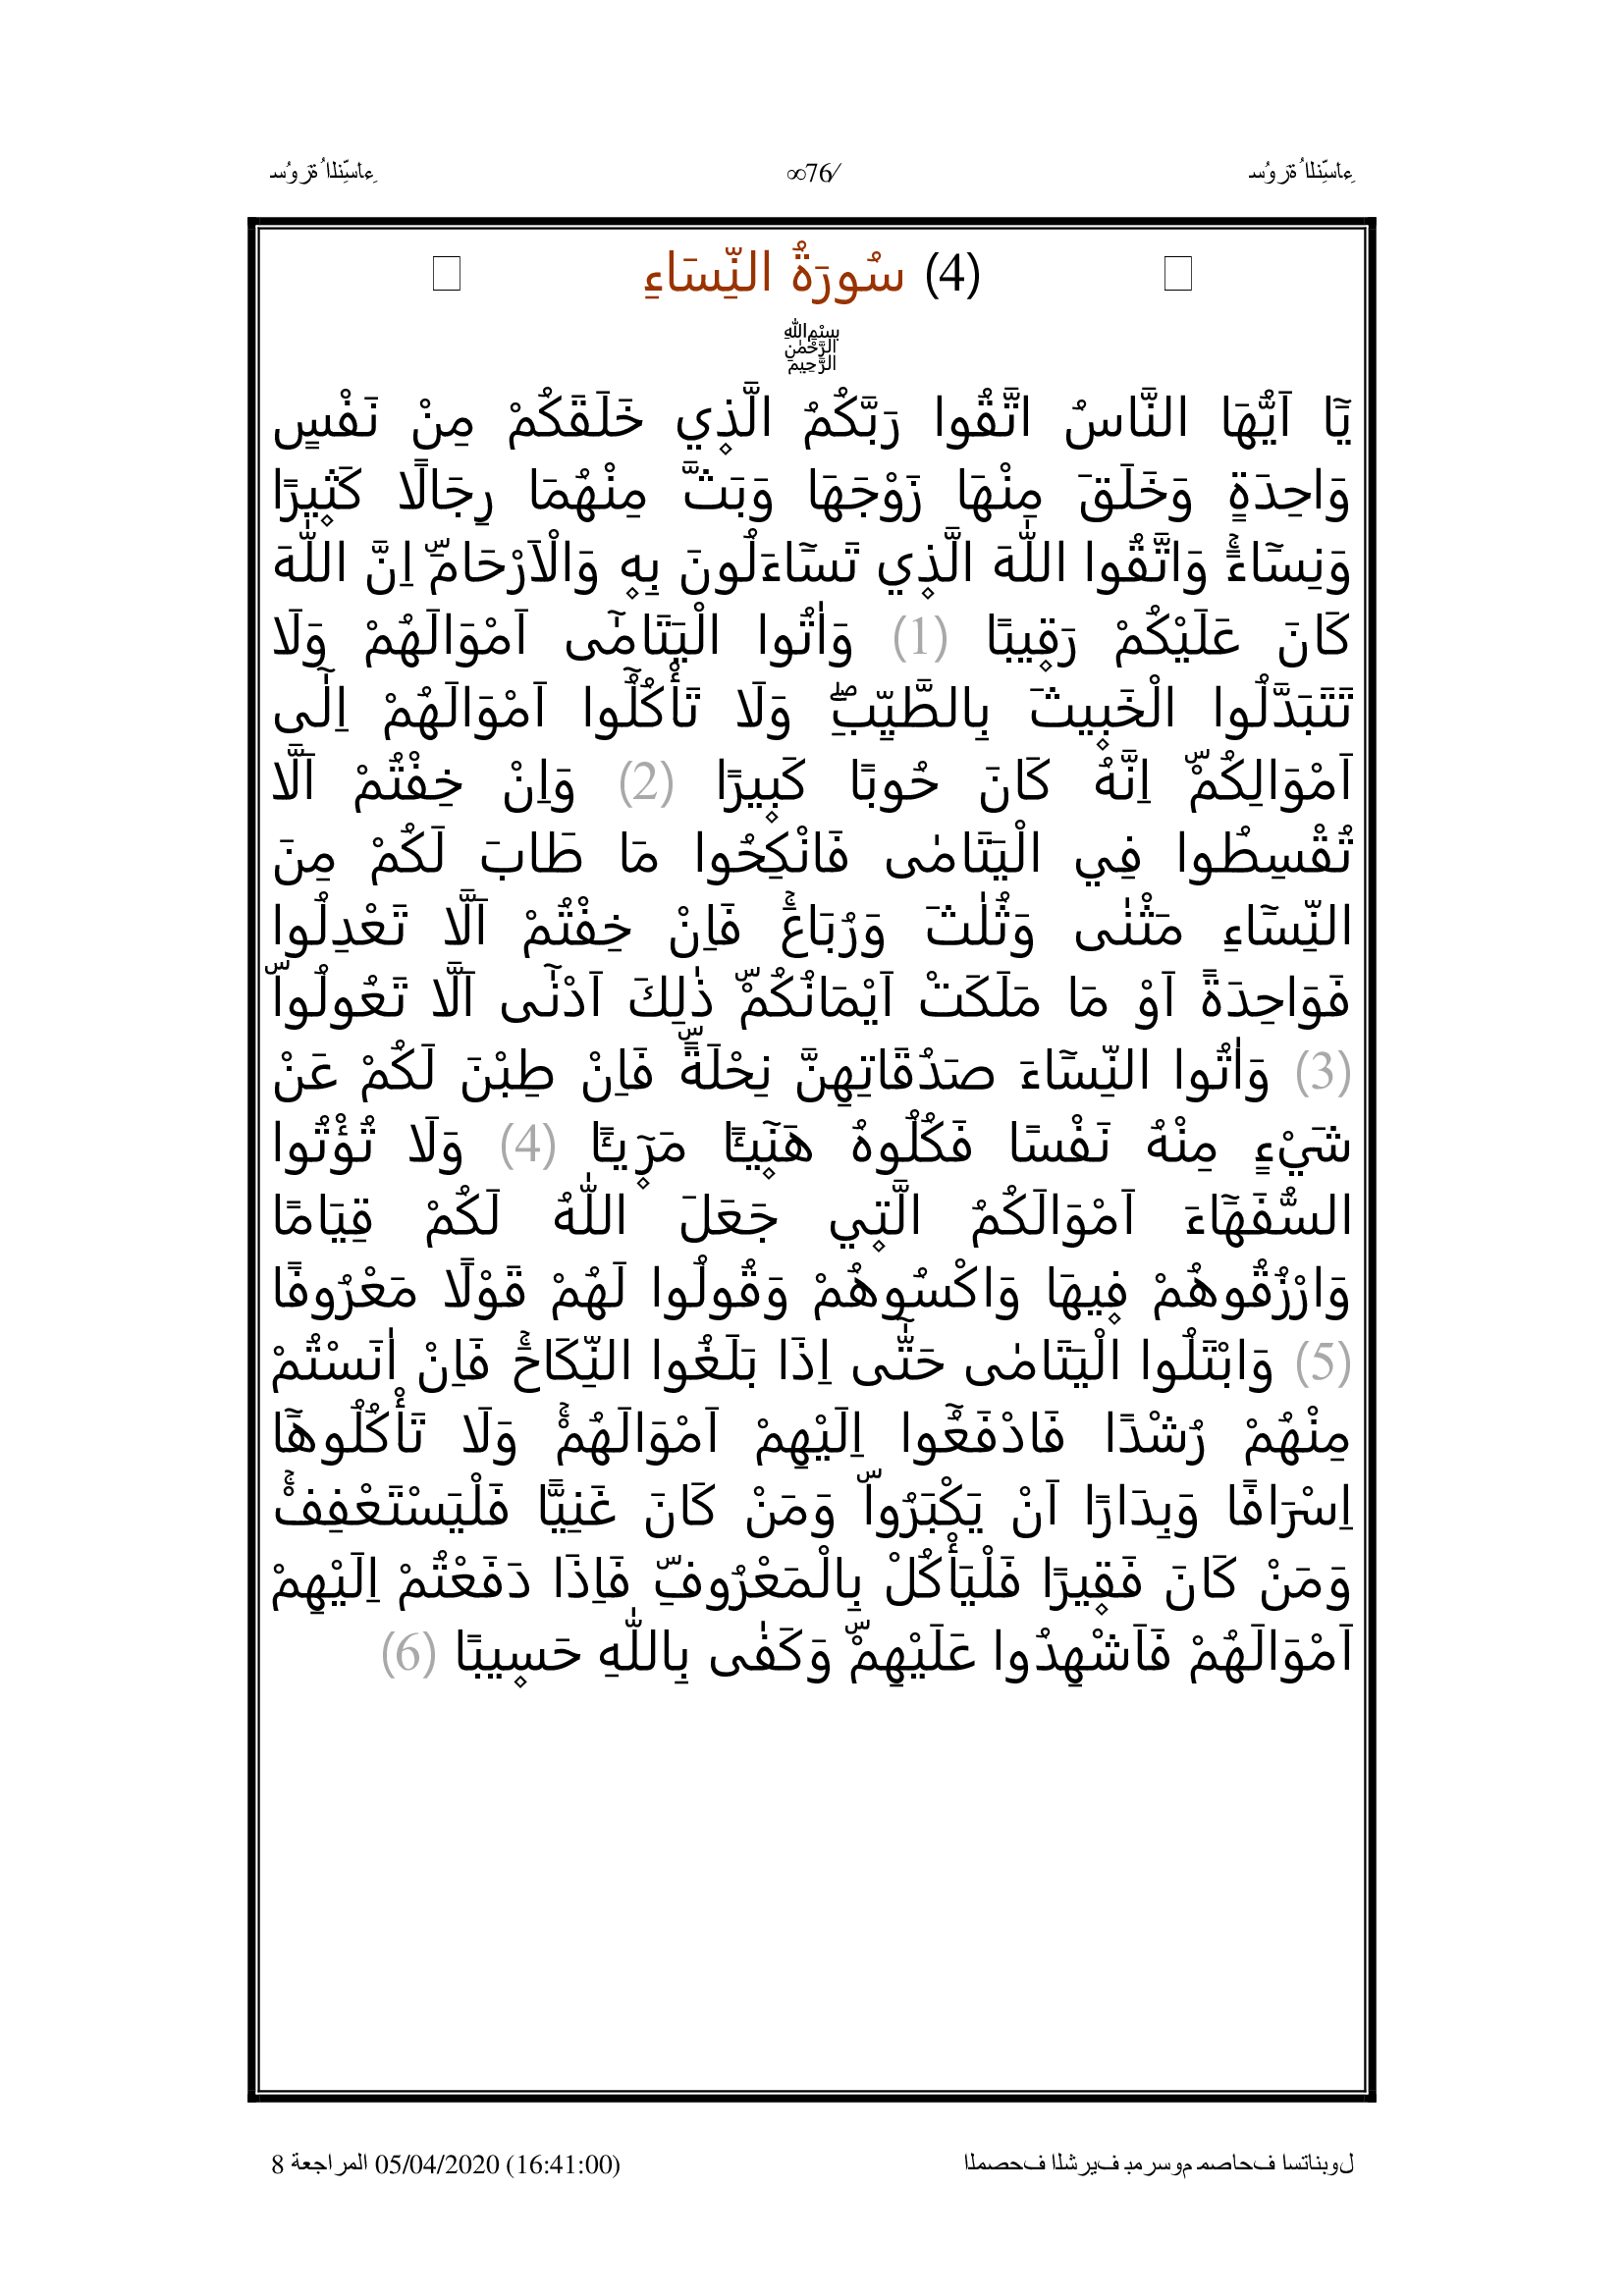 سُورَةُ النِّسَاءِ ∞76⁄ سُورَةُ النِّسَاءِ
(4) سُورَةُ النِّسَاءِ
﷽
يَٓا اَيُّهَا النَّاسُ اتَّقُوا رَبَّكُمُ الَّذ۪ي خَلَقَكُمْ مِنْ نَفْسٍ
وَاحِدَةٍ وَخَلَقَ مِنْهَا زَوْجَهَا وَبَثَّ مِنْهُمَا رِجَالًا كَث۪يرًا
وَنِسَٓاءًۚ وَاتَّقُوا اللّٰهَ الَّذ۪ي تَسَٓاءَلُونَ بِه۪ وَالْاَرْحَامَۜ اِنَّ اللّٰهَ
كَانَ عَلَيْكُمْ رَق۪يبًا (1) وَاٰتُوا الْيَتَامٰٓى اَمْوَالَهُمْ وَلَا
تَتَبَدَّلُوا الْخَب۪يثَ بِالطَّيِّبِۖ وَلَا تَأْكُلُٓوا اَمْوَالَهُمْ اِلٰٓى
اَمْوَالِكُمْۜ اِنَّهُ كَانَ حُوبًا كَب۪يرًا (2) وَاِنْ خِفْتُمْ اَلَّا
تُقْسِطُوا فِي الْيَتَامٰى فَانْكِحُوا مَا طَابَ لَكُمْ مِنَ
النِّسَٓاءِ مَثْنٰى وَثُلٰثَ وَرُبَاعَۚ فَاِنْ خِفْتُمْ اَلَّا تَعْدِلُوا
فَوَاحِدَةً اَوْ مَا مَلَكَتْ اَيْمَانُكُمْۜ ذٰلِكَ اَدْنٰٓى اَلَّا تَعُولُواۜ
(3) وَاٰتُوا النِّسَٓاءَ صَدُقَاتِهِنَّ نِحْلَةًۜ فَاِنْ طِبْنَ لَكُمْ عَنْ
شَيْءٍ مِنْهُ نَفْسًا فَكُلُوهُ هَن۪ٓيـًٔا مَر۪ٓيـًٔا (4) وَلَا تُؤْتُوا
السُّفَهَٓاءَ اَمْوَالَكُمُ الَّت۪ي جَعَلَ اللّٰهُ لَكُمْ قِيَامًا
وَارْزُقُوهُمْ ف۪يهَا وَاكْسُوهُمْ وَقُولُوا لَهُمْ قَوْلًا مَعْرُوفًا
(5) وَابْتَلُوا الْيَتَامٰى حَتّٰٓى اِذَا بَلَغُوا النِّكَاحَۚ فَاِنْ اٰنَسْتُمْ
مِنْهُمْ رُشْدًا فَادْفَعُٓوا اِلَيْهِمْ اَمْوَالَهُمْۚ وَلَا تَأْكُلُوهَٓا
اِسْرَافًا وَبِدَارًا اَنْ يَكْبَرُواۜ وَمَنْ كَانَ غَنِيًّا فَلْيَسْتَعْفِفْۚ
وَمَنْ كَانَ فَق۪يرًا فَلْيَأْكُلْ بِالْمَعْرُوفِۜ فَاِذَا دَفَعْتُمْ اِلَيْهِمْ
اَمْوَالَهُمْ فَاَشْهِدُوا عَلَيْهِمْۜ وَكَفٰى بِاللّٰهِ حَس۪يبًا (6)
المصحف الشريف بمرسوم مصاحف استانبول 8 المراجعة 05/04/2020 (16:41:00)